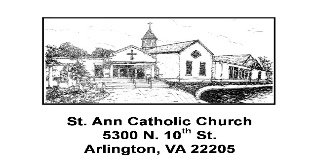 St. Ann Catholic Church
5300 N. 10th St.
Arlington, VA 22205